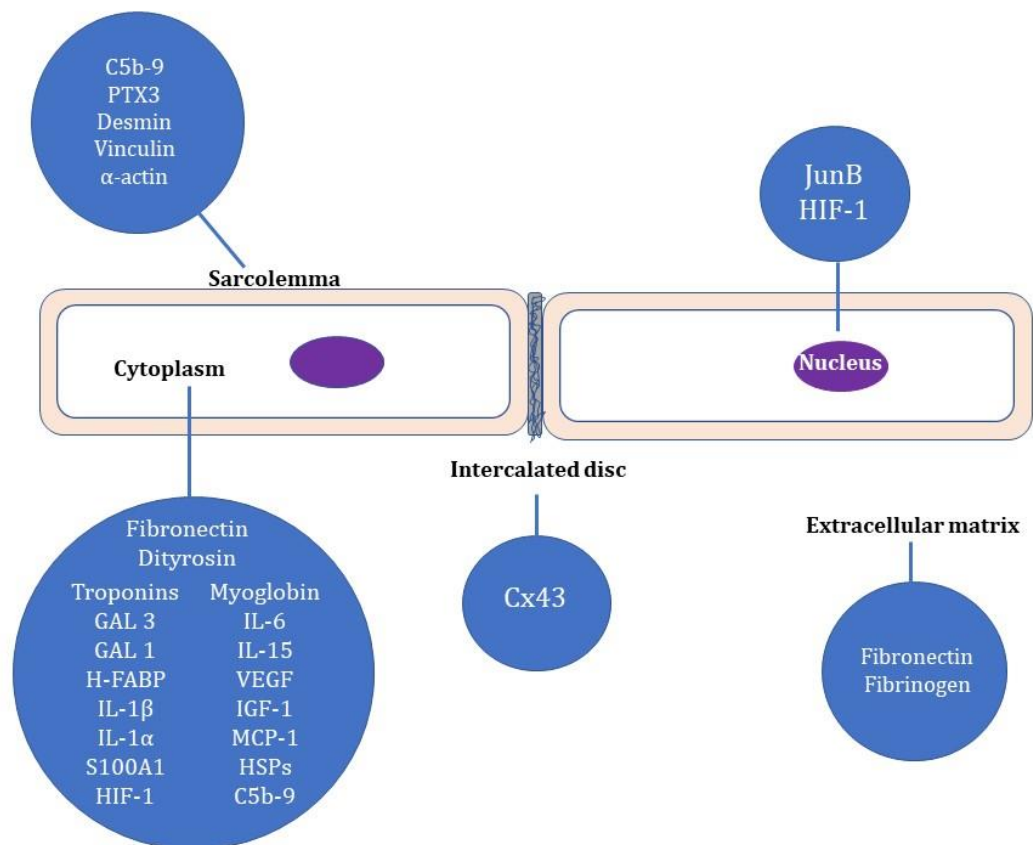 C5b-9
PTX3
Desmin
Vinculin
α-actin
JunB
HIF-1
Sarcolemma
Cytoplasm
Nucleus
Intercalated disc
Extracellular matrix
Fibronectin
Dityrosin
Troponins Myoglobin
GAL 3 IL-6
GAL 1 IL-15
H-FABP VEGF
IL-1β IGF-1
IL-1α MCP-1
S100A1 HSPs
HIF-1 C5b-9
Cx43
Fibronectin
Fibrinogen